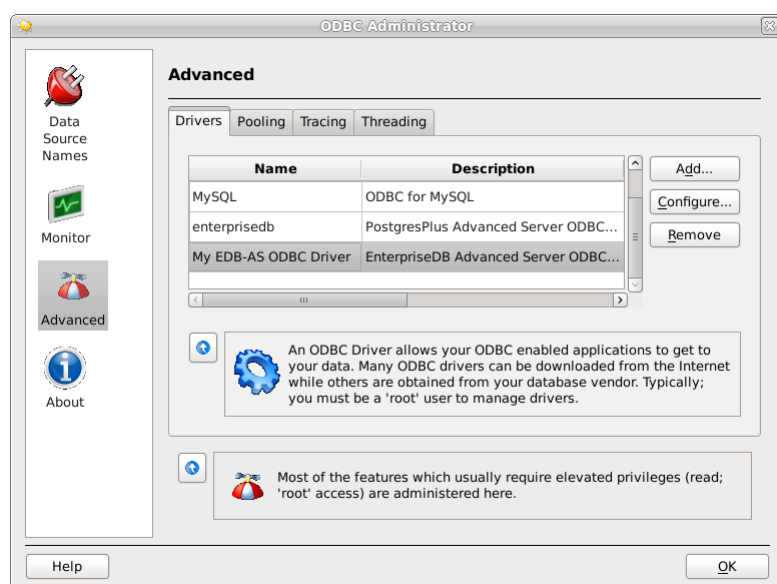 ODBC Administrator
Data
Source
Names
Monitor
Advanced
About
Advanced
Drivers Pooling Tracing Threading
Name Description
MySQL ODBC for MySQL
enterprisedb PostgresPlus Advanced Server ODBC...
My EDB-AS ODBC Driver EnterpriseDB Advanced Server ODBC...
Add...
Configure...
Remove
An ODBC Driver allows your ODBC enabled applications to get to
your data. Many ODBC drivers can be downloaded from the Internet
while others are obtained from your database vendor. Typically;
you must be a 'root' user to manage drivers.
Most of the features which usually require elevated privileges (read;
'root' access) are administered here.
Help OK